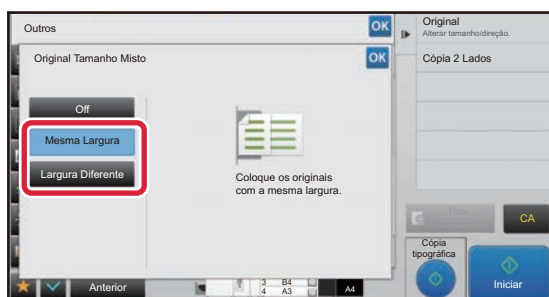 Outros
OK
Original Tamanho Misto
OK
Off
Mesma Largura
Largura Diferente
Coloque os originais
com a mesma largura.
Original
Alterar tamanho/direção.
Cópia 2 Lados
CA
Cópia
tipográfica
Iniciar
Anterior
3 B4
4 A3
A4